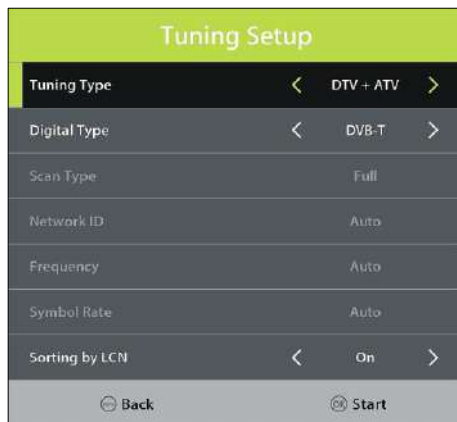 Tuning Setup
Tuning Type < DTV + ATV >
Digital Type < DVB-T >
Scan Type Full
Network ID Auto
Frequency Auto
Symbol Rate Auto
Sorting by LCN < On >
Back OK Start